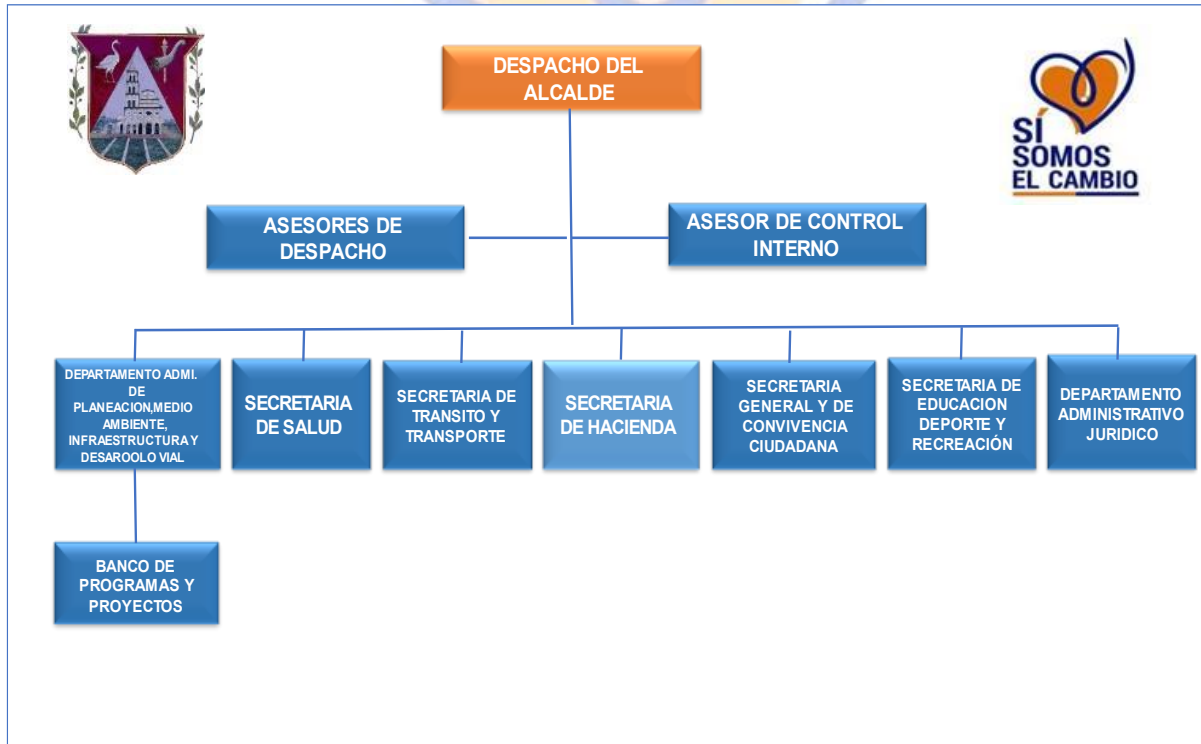 DESPACHO DEL
ALCALDE
SÍ
SOMOS
EL CAMBIO
ASESORES DE
DESPACHO
ASESOR DE CONTROL
INTERNO
DEPARTAMENTO ADMI.
DE
PLANEACION,MEDIO
AMBIENTE,
INFRAESTRUCTURA Y
DESAROOLO VIAL
SECRETARIA
DE SALUD
SECRETARIA DE
TRANSITO Y
TRANSPORTE
SECRETARIA
DE HACIENDA
SECRETARIA
GENERAL Y DE
CONVIVENCIA
CIUDADANA
SECRETARIA DE
EDUCACION
DEPORTE Y
RECREACIÓN
DEPARTAMENTO
ADMINISTRATIVO
JURIDICO
BANCO DE
PROGRAMAS Y
PROYECTOS